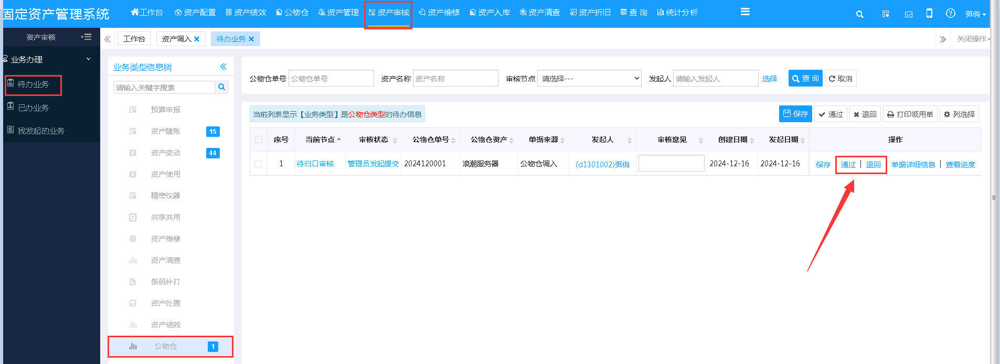 固定资产管理系统
工作台 资产配置 资产绩效 公物仓 资产管理 资产审核 资产维修 资产入库 资产清查 资产折旧 查 询 统计分析
弭俏
资产审核
工作台 资产调入 待办业务
关闭操作
业务办理
待办业务
已办业务
我发起的业务
业务类型信息树
请输入关键字搜索
预算申报
资产建账 15
资产变动 44
资产使用
精密仪器
共享共用
资产维修
资产清查
条码补打
资产处置
资产绩效
公物仓 1
公物仓单号 公物仓单号 资产名称 资产名称 审核节点 请选择--- 发起人 请输入发起人 选择 查 询 取消
当前列表显示【业务类型】是公物仓类型的待办信息
保存 通过 退回 打印领用单 列选择
序号 当前节点 审核状态 公物仓单号 公物仓资产 单据来源 发起人 审核意见 创建日期 发起日期 操作
1 待归口审核 管理员发起提交 2024120001 浪潮服务器 公物仓调入 (d1301002)弭俏 2024-12-16 2024-12-16 保存 通过 | 退回 单据详细信息 | 查看进度